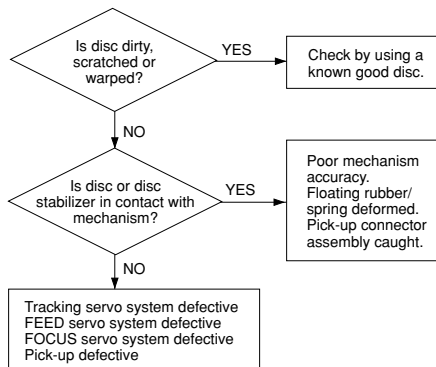 Is disc dirty,
scratched or
warped?
YES
Check by using a
known good disc.
NO
Is disc or disc
stabilizer in contact with
mechanism?
YES
Poor mechanism
accuracy.
Floating rubber/
spring deformed.
Pick-up connector
assembly caught.
NO
Tracking servo system defective
FEED servo system defective
FOCUS servo system defective
Pick-up defective